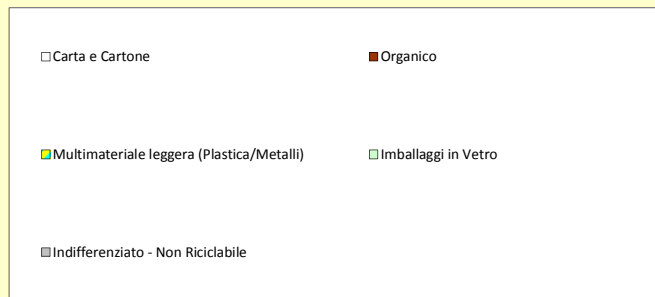 Carta e Cartone
Organico
Multimateriale leggera (Plastica/Metalli)
Imballaggi in Vetro
Indifferenziato - Non Riciclabile